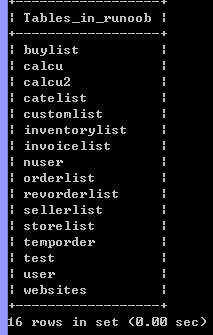 Tables_in_runoob
buylist
calcu
calcu2
catelist
customlist
inventorylist
invoicelist
nuser
orderlist
revorderlist
sellerlist
storelist
temporder
test
user
websites
16 rows in set (0.00 sec)